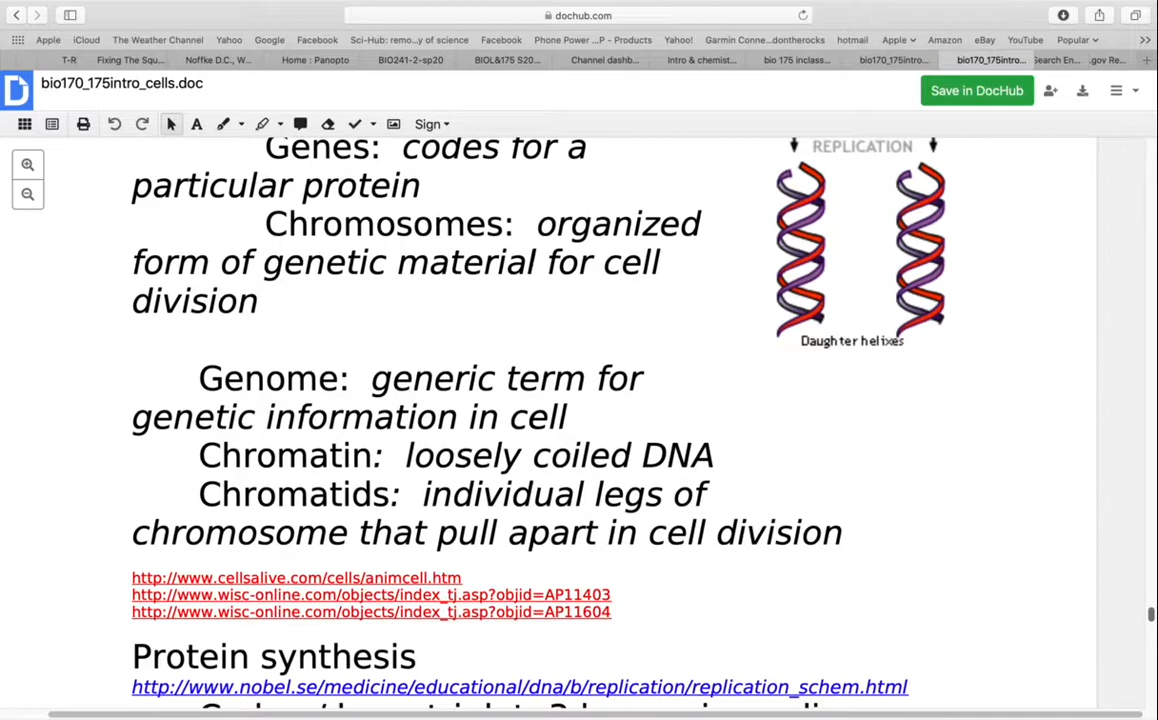 dochub.com
Apple iCloud The Weather Channel Yahoo Google Facebook Sci-Hub: remo...y of science Facebook Phone Power ...P - Products Yahoo! Garmin Conne...dontherocks hotmail Apple Amazon eBay YouTube Popular
T-R Fixing The Squ... Noffke D.C., W... Home : Panopto BIO241-2-sp20 BIOL&175 S20... Channel dashb... Intro & chemist... bio 175 inclass... bio170_175intro... bio170_175intro... Search En... .gov Re...
bio170_175intro_cells.doc
Save in DocHub
A Sign
Genes: codes for a
particular protein
Chromosomes: organized
form of genetic material for cell
division
REPLICATION
Daughter helixes
Genome: generic term for
genetic information in cell
Chromatin: loosely coiled DNA
Chromatids: individual legs of
chromosome that pull apart in cell division
http://www.cellsalive.com/cells/animcell.htm
http://www.wisc-online.com/objects/index_tj.asp?objid=AP11403
http://www.wisc-online.com/objects/index_tj.asp?objid=AP11604
Protein synthesis
http://www.nobel.se/medicine/educational/dna/b/replication/replication_schem.html